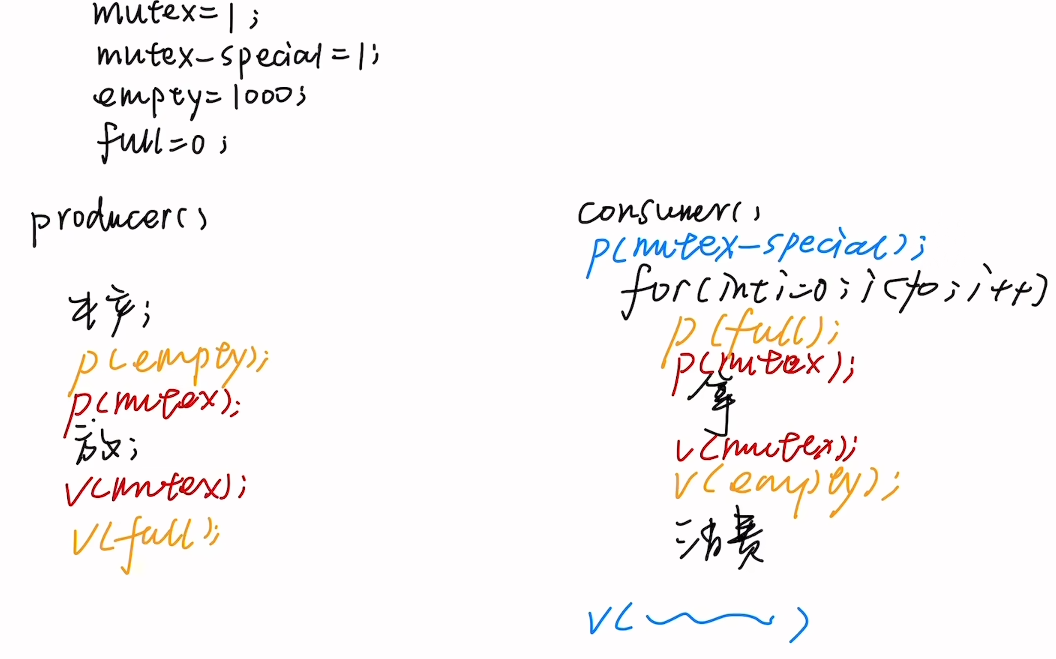 mutex=1;
mutex-special=1;
empty=1000;
full=0;
producer()
生产;
p(empty);
p(mutex);
放;
v(mutex);
v(full);
consumer();
p(mutex-special);
for(int i=0;i<10;i++)
p(full);
p(mutex);
拿
v(mutex);
v(empty);
消费
v( )